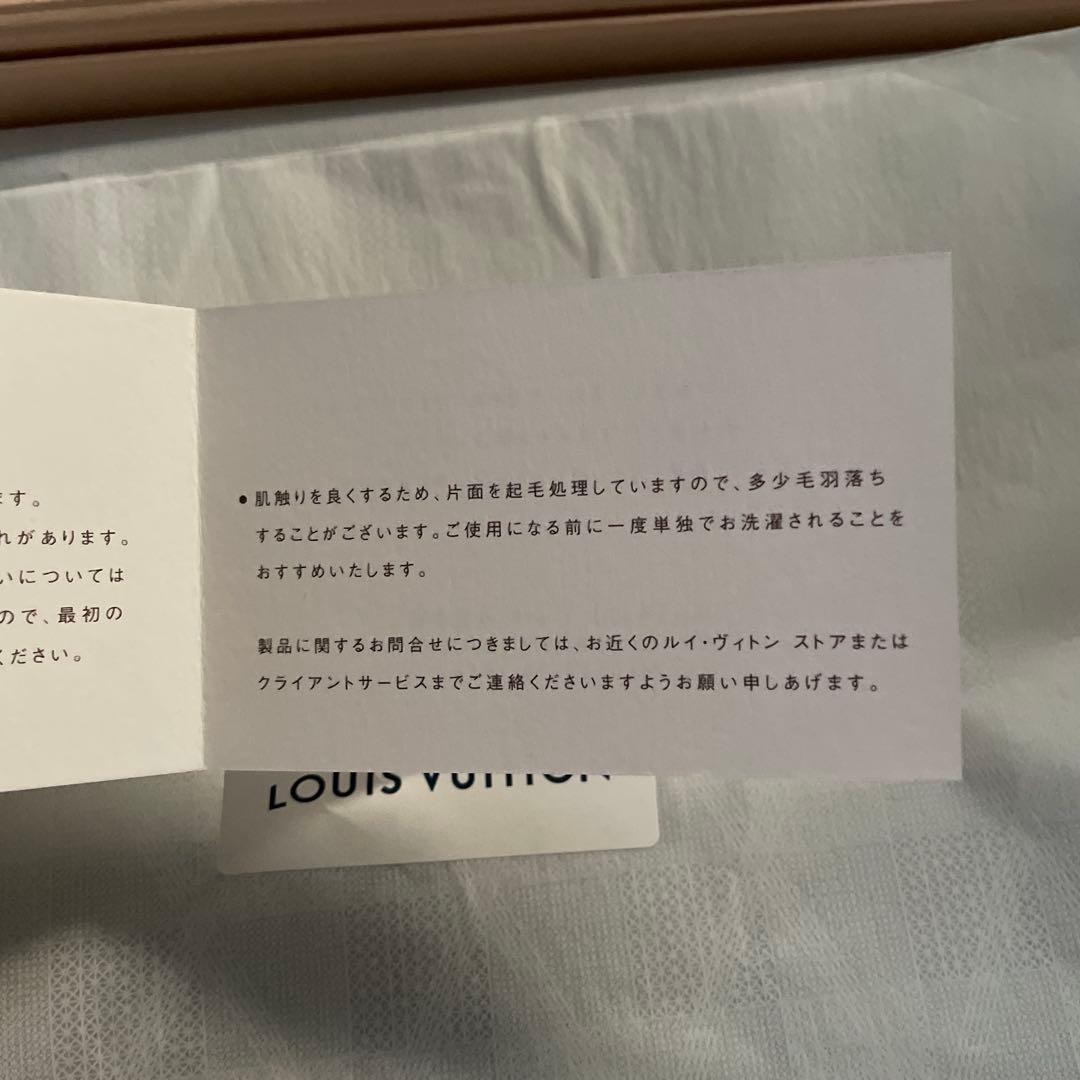 ます。
れがあります。
いについては
ので、最初の
ください。
● 肌触りを良くするため、片面を起毛処理していますので、多少毛羽落ち
することがございます。ご使用になる前に一度単独でお洗濯されることを
おすすめいたします。
製品に関するお問合せにつきましては、お近くのルイ・ヴィトン ストアまたは
クライアントサービスまでご連絡くださいますようお願い申しあげます。
LOUIS VUITTON